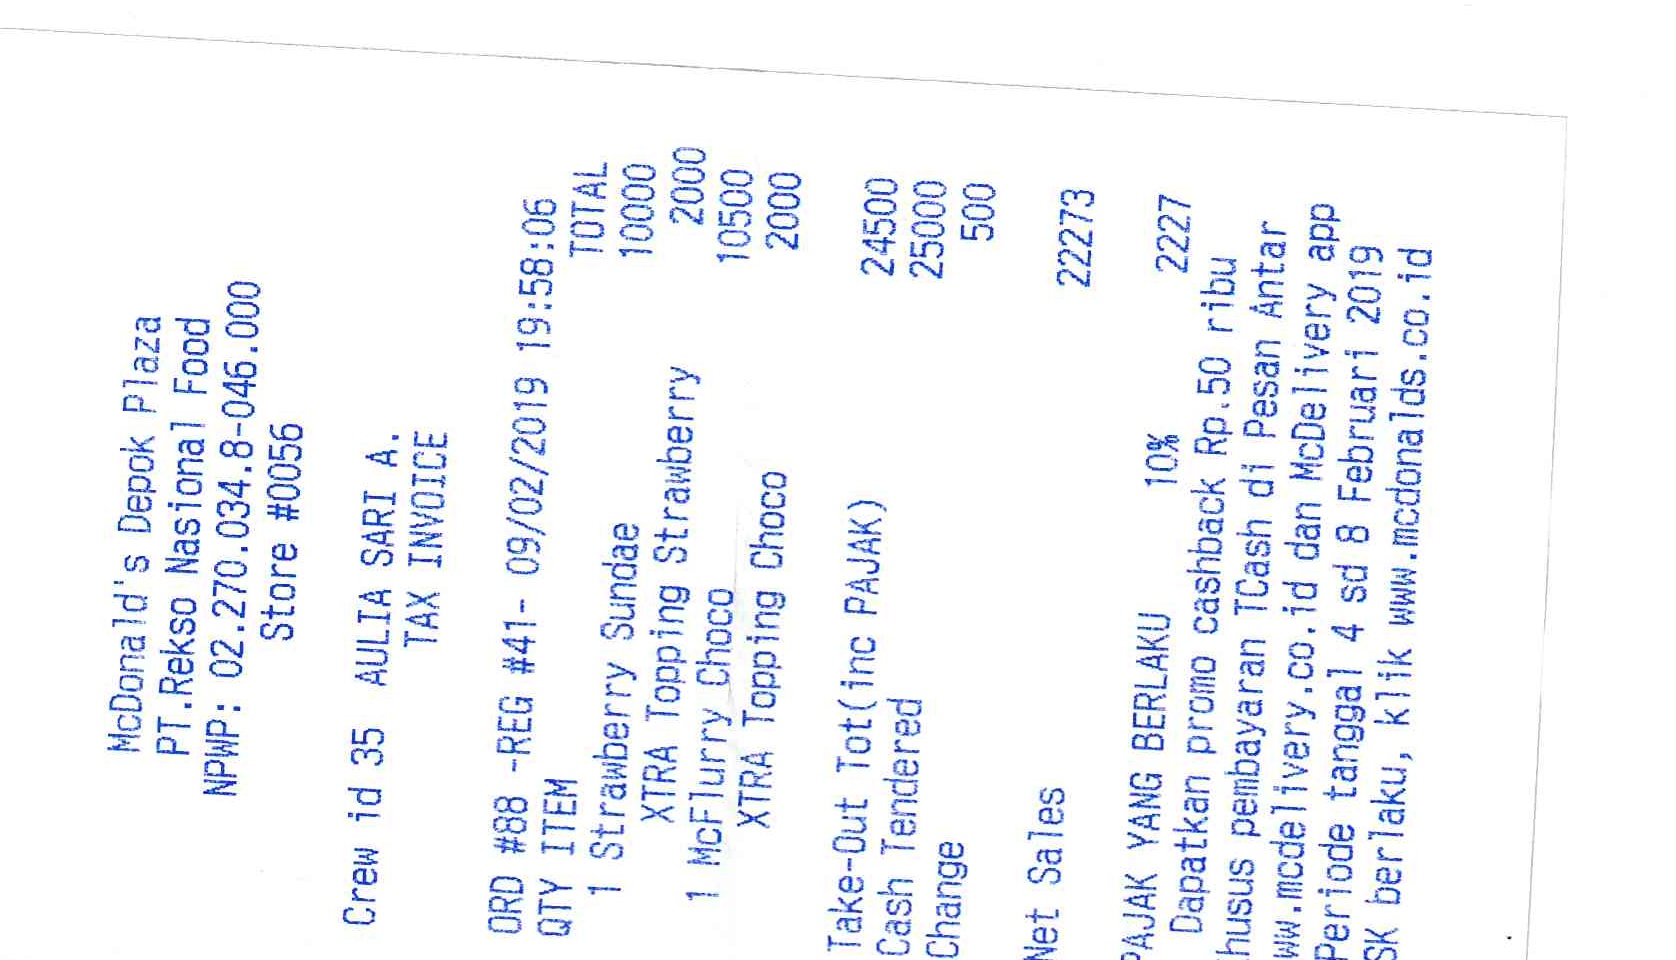 McDonald's Depok Plaza
PT.Rekso Nasional Food
NPWP: 02.270.034.8-046.000
Store #0056
Crew id 35 AULIA SARI A.
TAX INVOICE
ORD #88 -REG #41- 09/02/2019 19:58:06
QTY ITEM TOTAL
1 Strawberry Sundae 10000
XTRA Topping Strawberry 2000
1 McFlurry Choco 10500
XTRA Topping Choco 2000
Take-Out Tot(inc PAJAK) 24500
Cash Tendered 25000
Change 500
Net Sales 22273
PAJAK YANG BERLAKU 10% 2227
Dapatkan promo cashback Rp.50 ribu
husus pembayaran TCash di Pesan Antar
ww.mcdelivery.co.id dan McDelivery app
Periode tanggal 4 sd 8 Februari 2019
SK berlaku, klik www.mcdonalds.co.id